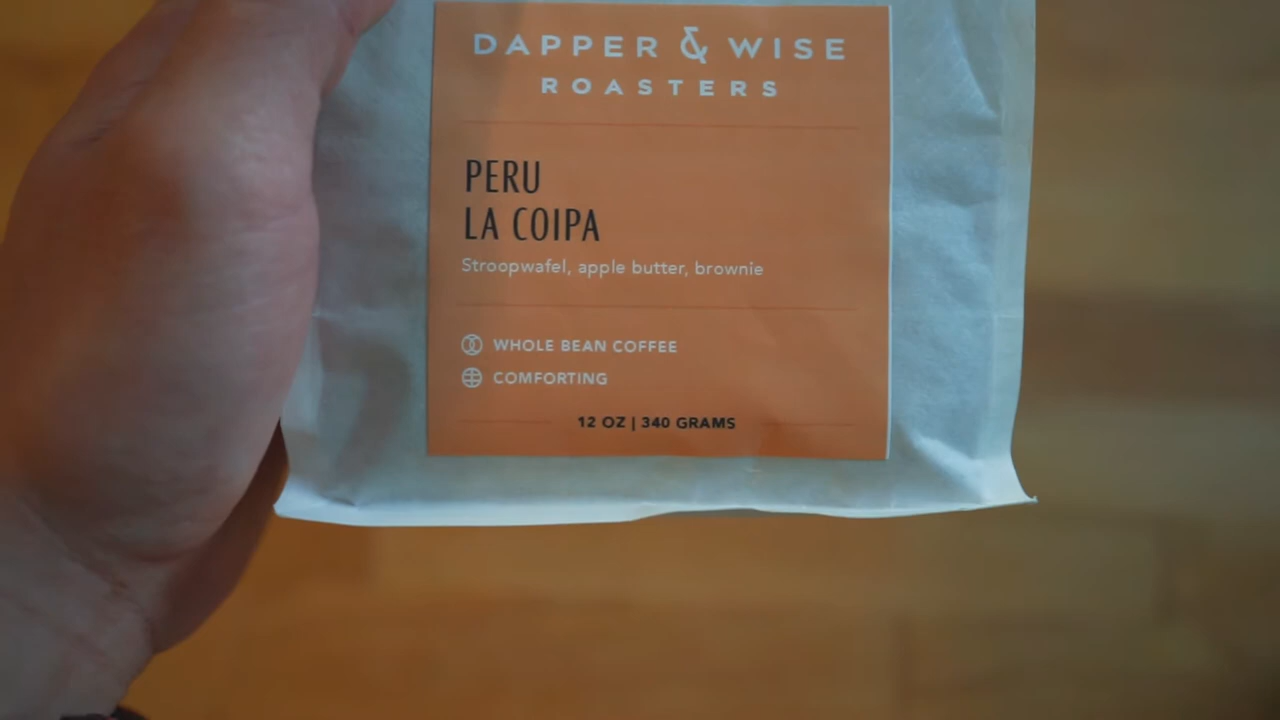 DAPPER & WISE
ROASTERS
PERU
LA COIPA
Stroopwafel, apple butter, brownie
WHOLE BEAN COFFEE
COMFORTING
12 OZ | 340 GRAMS